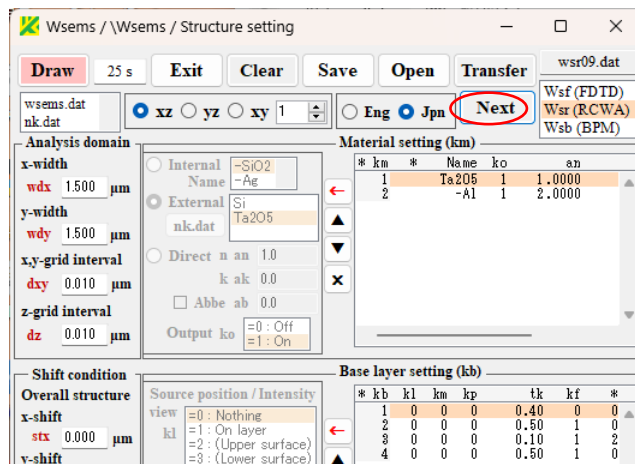 Wsems / \Wsems / Structure setting
Draw 25 s Exit Clear Save Open Transfer wsr09.dat
wsems.dat
nk.dat
xz yz xy 1 Eng Jpn Next
Wsf (FDTD)
Wsr (RCWA)
Wsb (BPM)
Analysis domain
x-width
wdx 1.500 μm
y-width
wdy 1.500 μm
x,y-grid interval
dxy 0.010 μm
z-grid interval
dz 0.010 μm
Internal Name
-SiO2
-Ag
External
nk.dat
Si
Ta2O5
Direct n an 1.0
k ak 0.0
Abbe ab 0.0
Output ko
=0 : Off
=1 : On
Material setting (km)
* km * Name ko an
1 Ta2O5 1 1.0000
2 -Al 1 2.0000
Shift condition
Overall structure
x-shift
stx 0.000 μm
y-shift
Source position / Intensity
view
kl
=0 : Nothing
=1 : On layer
=2 : (Upper surface)
=3 : (Lower surface)
Base layer setting (kb)
* kb kl km kp tk kf *
1 0 0 0 0.40 0 0
2 0 0 0 0.50 1 0
3 0 0 0 0.10 1 2
4 0 0 0 0.50 1 0